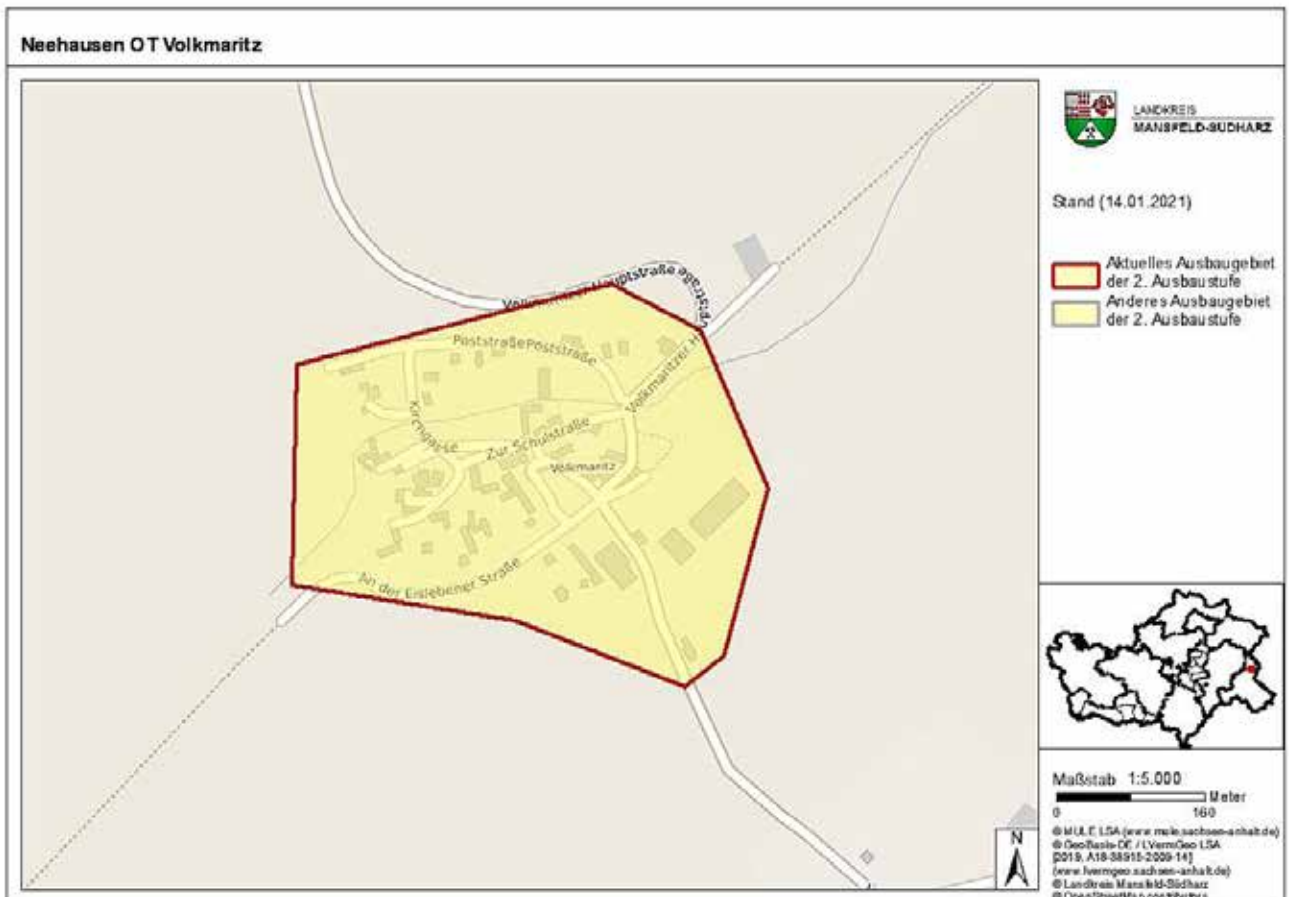 Neehausen OT Volkmaritz
LANDKREIS
MANSFELD-SÜDHARZ
Stand (14.01.2021)
Aktuelles Ausbaugebiet
der 2. Ausbaustufe
Anderes Ausbaugebiet
der 2. Ausbaustufe
Hauptstraße
PoststraßePoststraße
Volkmaritzer H
Kirchgasse
Zur Schulstraße
Volkmaritz
An der Eislebener Straße
N
Maßstab 1:5.000
Meter
0 160
© MULE LSA (www.mule.sachsen-anhalt.de)
© GeoBasis-DE / LVermGeo LSA
[2019, A18-38915-2009-14]
(www.lvermgeo.sachsen-anhalt.de)
© Landkreis Mansfeld-Südharz
© OpenStreetMap contributors